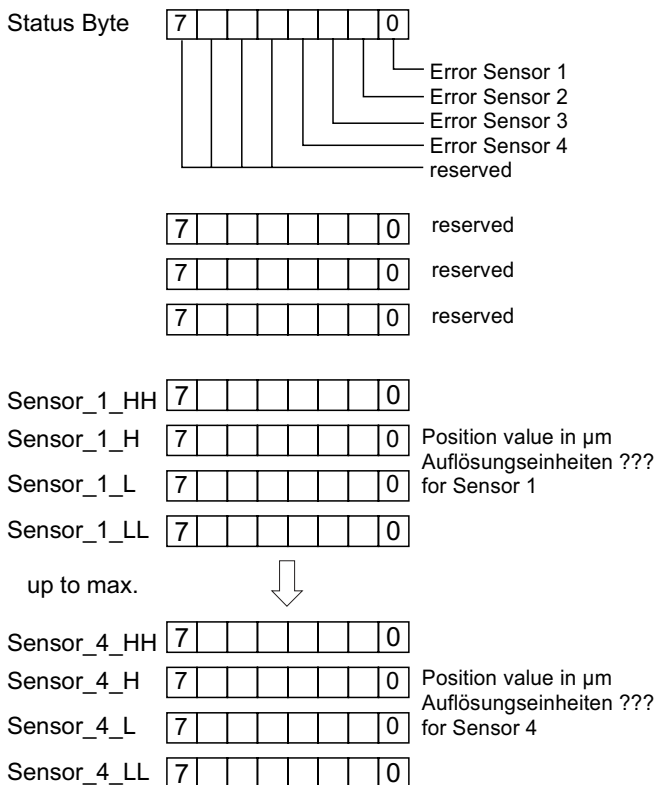 Status Byte 7 0
Error Sensor 1
Error Sensor 2
Error Sensor 3
Error Sensor 4
reserved
7 0 reserved
7 0 reserved
7 0 reserved
Sensor_1_HH 7 0
Sensor_1_H 7 0 Position value in µm
Auflösungseinheiten ???
Sensor_1_L 7 0 for Sensor 1
Sensor_1_LL 7 0
up to max.
Sensor_4_HH 7 0
Sensor_4_H 7 0 Position value in µm
Auflösungseinheiten ???
Sensor_4_L 7 0 for Sensor 4
Sensor_4_LL 7 0